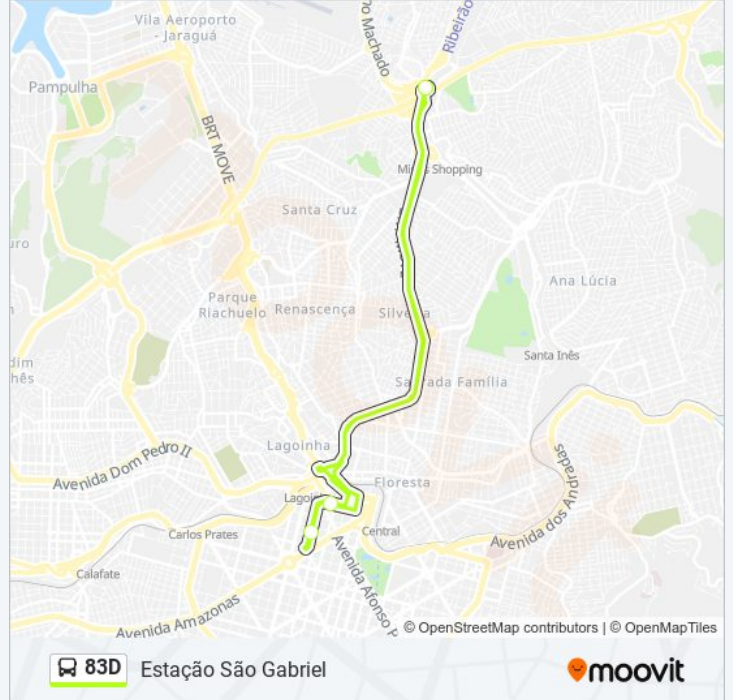 Vila Aeroporto
- Jaraguá
Pampulha
BRT MOVE
Ribeirão
Shopping
Santa Cruz
Ana Lúcia
Parque
Riachuelo
Renascença
Santa Inês
Família
Lagoinha
Avenida Dom Pedro II
Floresta
Avenida dos Andradas
Carlos Prates
Central
Calafate
Avenida Amazonas
Avenida Afonso P
© OpenStreetMap contributors | © OpenMapTiles
83D Estação São Gabriel
moovit